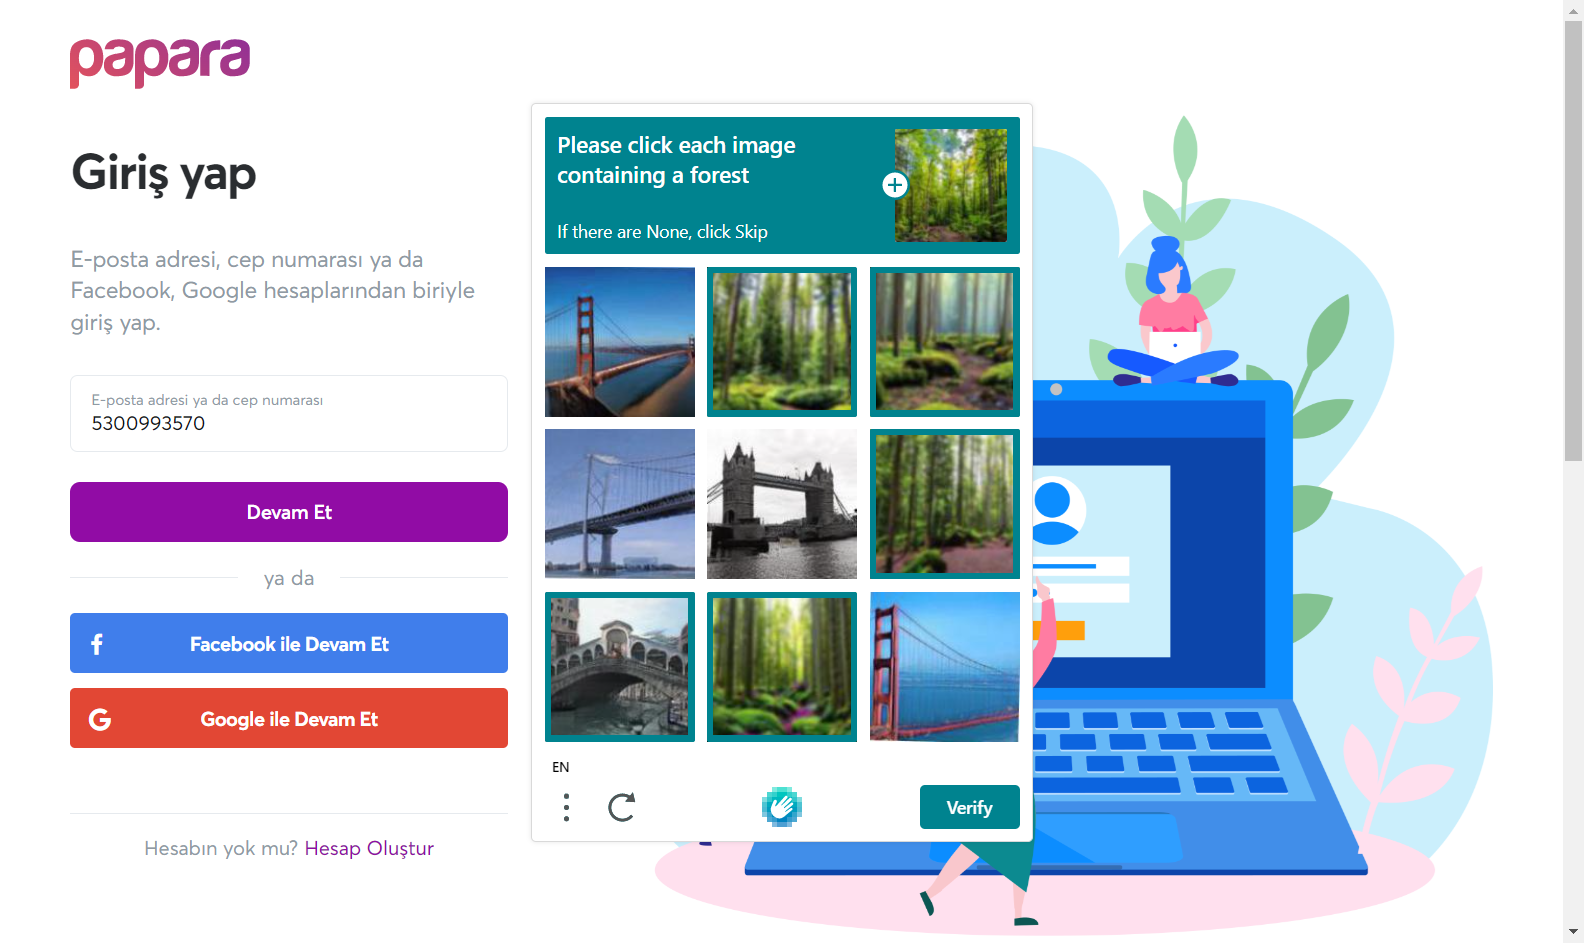 papara
Giriş yap
E-posta adresi, cep numarası ya da
Facebook, Google hesaplarından biriyle
giriş yap.
E-posta adresi ya da cep numarası
5300993570
Devam Et
ya da
Facebook ile Devam Et
Google ile Devam Et
Hesabın yok mu? Hesap Oluştur
Please click each image
containing a forest
If there are None, click Skip
EN
Verify